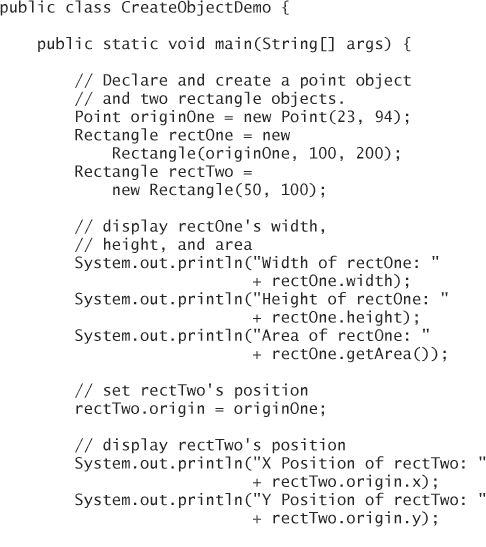 public class CreateObjectDemo {
public static void main(String[] args) {
// Declare and create a point object
// and two rectangle objects.
Point originOne = new Point(23, 94);
Rectangle rectOne = new
Rectangle(originOne, 100, 200);
Rectangle rectTwo =
new Rectangle(50, 100);
// display rectOne's width,
// height, and area
System.out.println("Width of rectOne: "
+ rectOne.width);
System.out.println("Height of rectOne: "
+ rectOne.height);
System.out.println("Area of rectOne: "
+ rectOne.getArea());
// set rectTwo's position
rectTwo.origin = originOne;
// display rectTwo's position
System.out.println("X Position of rectTwo: "
+ rectTwo.origin.x);
System.out.println("Y Position of rectTwo: "
+ rectTwo.origin.y);